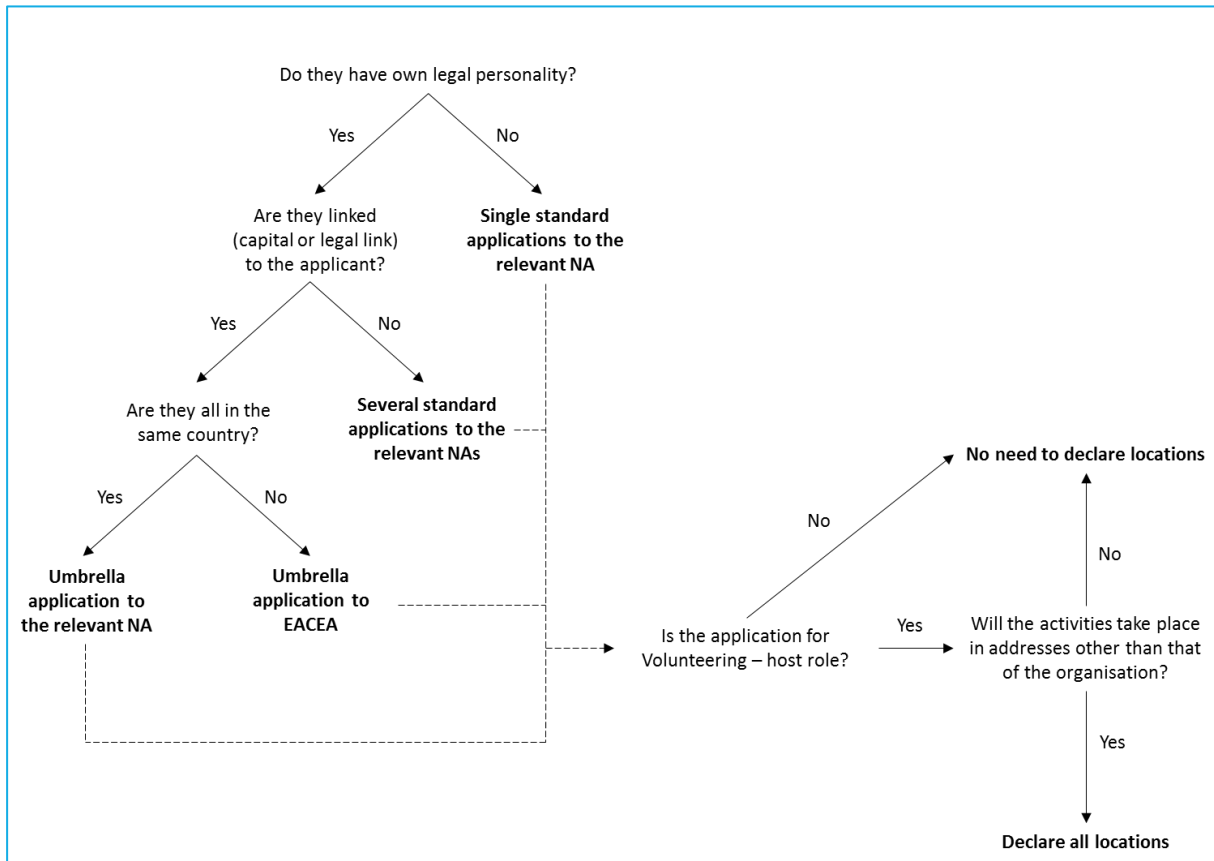 Do they have own legal personality?
Yes
No
Are they linked
(capital or legal link)
to the applicant?
Single standard
applications to the
relevant NA
Yes
No
Are they all in the
same country?
Several standard
applications to the
relevant NAs
Yes
No
Umbrella
application to
the relevant NA
Umbrella
application to
EACEA
Is the application for
Volunteering – host role?
No
Yes
No need to declare locations
No
Will the activities take place
in addresses other than that
of the organisation?
Yes
Declare all locations